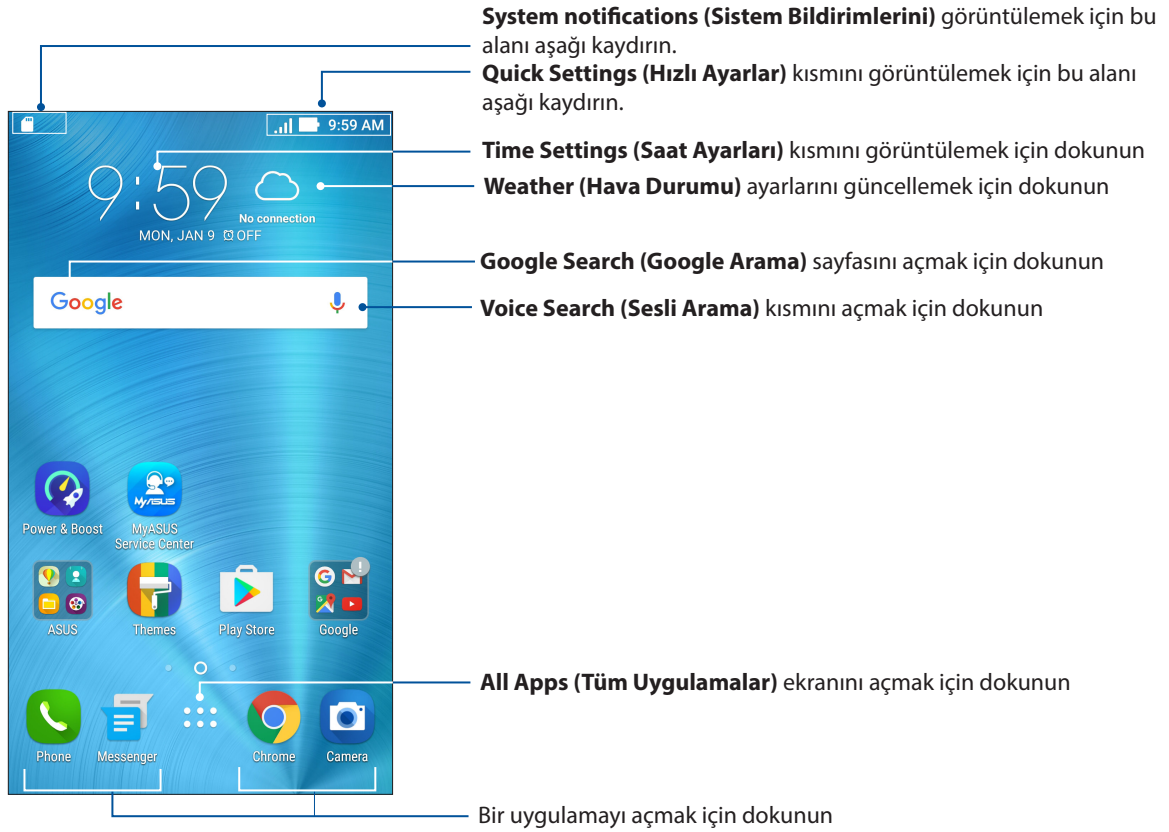 System notifications (Sistem Bildirimlerini) görüntülemek için bu
alanı aşağı kaydırın.
Quick Settings (Hızlı Ayarlar) kısmını görüntülemek için bu alanı
aşağı kaydırın.
9:59 AM
Time Settings (Saat Ayarları) kısmını görüntülemek için dokunun
9:59
Weather (Hava Durumu) ayarlarını güncellemek için dokunun
No connection
MON, JAN 9 OFF
Google Search (Google Arama) sayfasını açmak için dokunun
Google
Voice Search (Sesli Arama) kısmını açmak için dokunun
MyASUS
Power & Boost
MyASUS
Service Center
ASUS
Themes
Play Store
Google
All Apps (Tüm Uygulamalar) ekranını açmak için dokunun
Phone
Messenger
Chrome
Camera
Bir uygulamayı açmak için dokunun